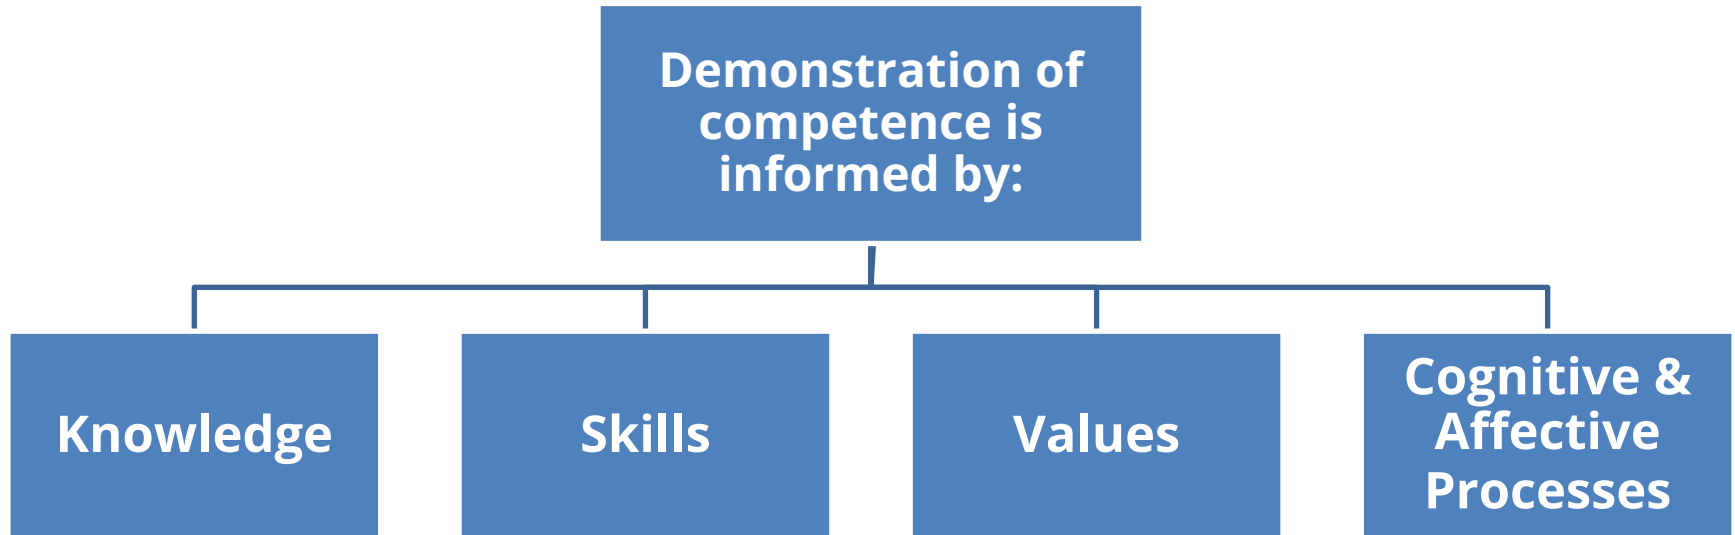 Demonstration of
competence is
informed by:
Knowledge
Skills
Values
Cognitive &
Affective
Processes